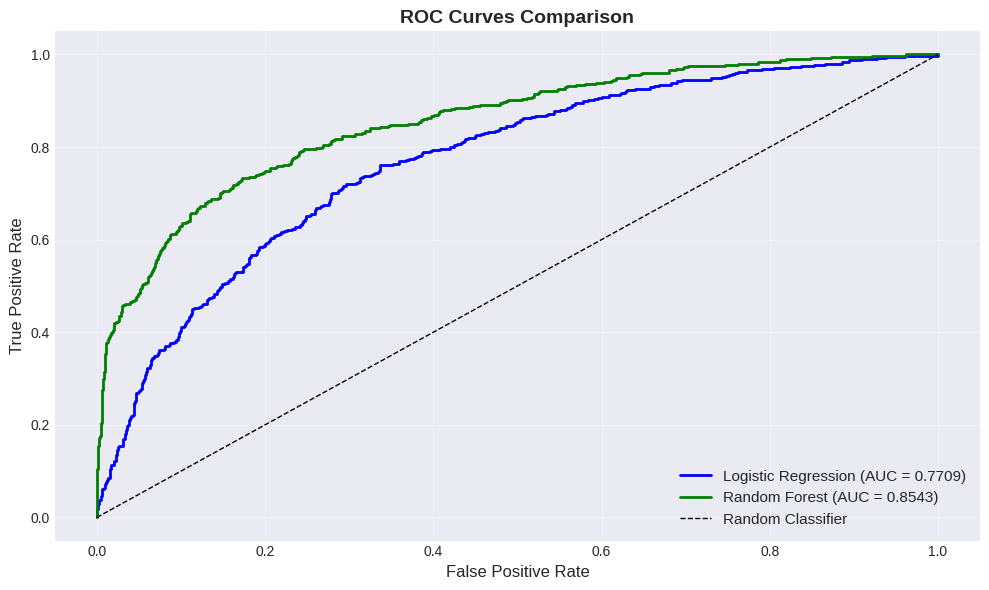 ROC Curves Comparison
True Positive Rate
1.0
0.8
0.6
0.4
0.2
0.0
Logistic Regression (AUC = 0.7709)
Random Forest (AUC = 0.8543)
Random Classifier
0.0 0.2 0.4 0.6 0.8 1.0
False Positive Rate